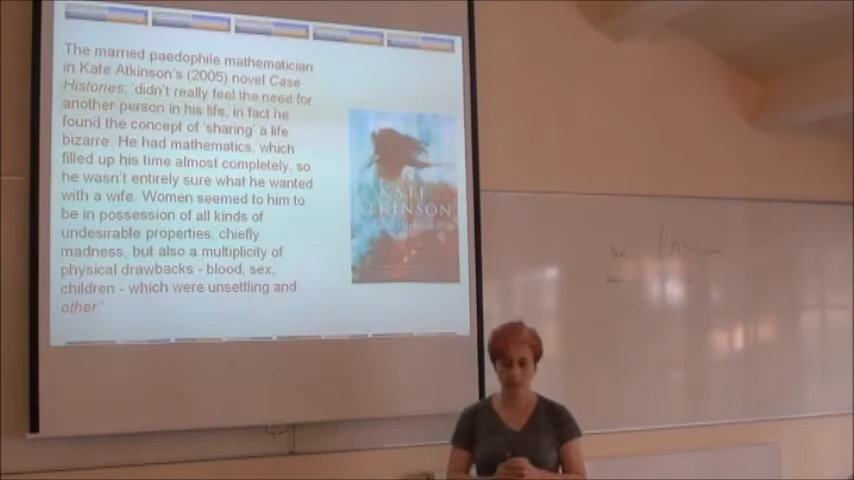 The married paedophile mathematician
in Kate Atkinson's (2005) novel Case
Histories: 'didn't really feel the need for
another person in his life, in fact he
found the concept of 'sharing' a life
bizarre. He had mathematics, which
filled up his time almost completely, so
he wasn't entirely sure what he wanted
with a wife. Women seemed to him to
be in possession of all kinds of
undesirable properties, chiefly
madness, but also a multiplicity of
physical drawbacks - blood, sex,
children - which were unsettling and
other.'
KATE
ATKINSON